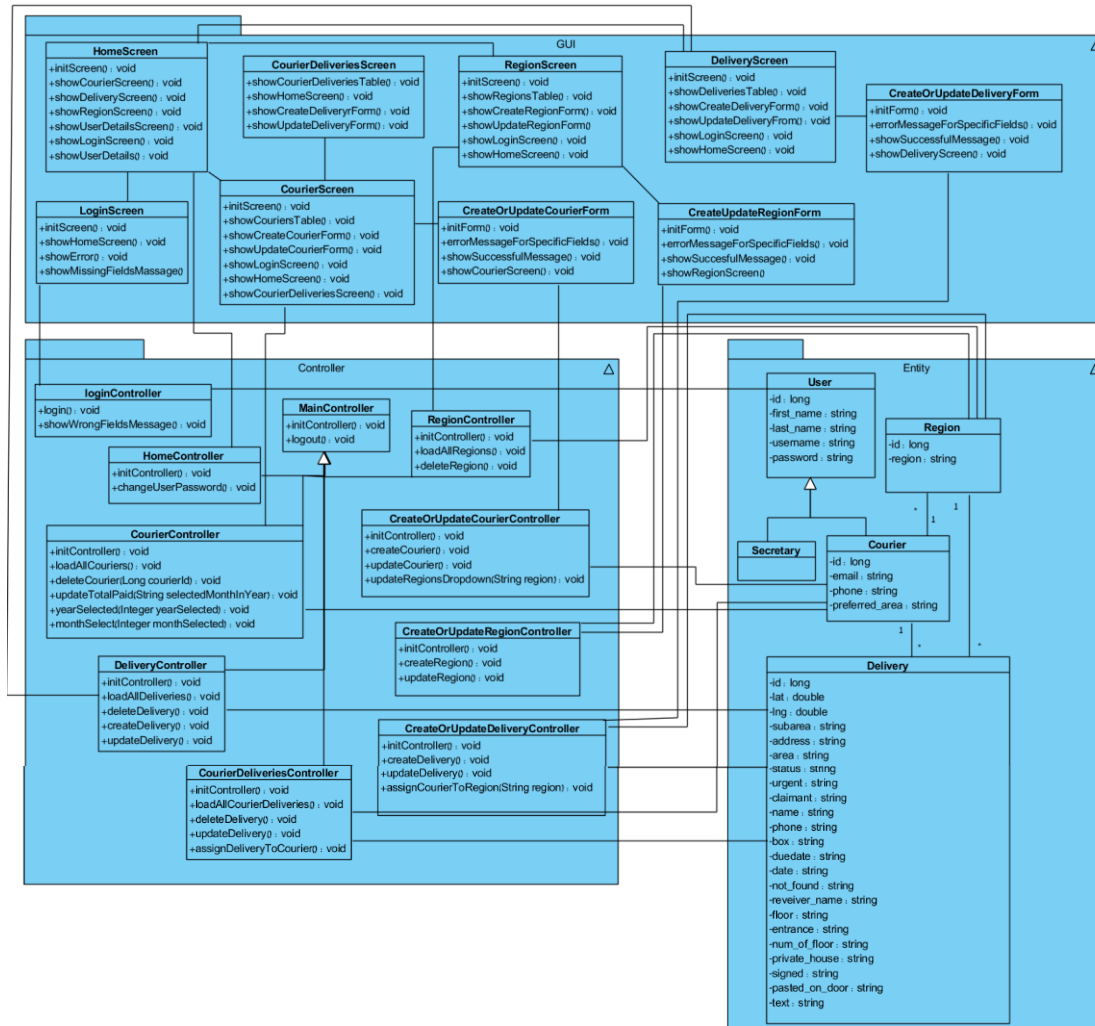 GUI
HomeScreen
+initScreen() : void
+showCourierScreen() : void
+showDeliveryScreen() : void
+showRegionScreen() : void
+showUserDetailsScreen() : void
+showLoginScreen() : void
+showUserDetails() : void
CourierDeliveriesScreen
+showCourierDeliveriesTable() : void
+showHomeScreen() : void
+showCreateDeliveryrForm() : void
+showUpdateDeliveryForm() : void
RegionScreen
+initScreen() : void
+showRegionsTable() : void
+showCreateRegionForm() : void
+showUpdateRegionForm()
+showLoginScreen() : void
+showHomeScreen() : void
DeliveryScreen
+initScreen() : void
+showDeliveriesTable() : void
+showCreateDeliveryForm() : void
+showUpdateDeliveryFrom() : void
+showLoginScreen() : void
+showHomeScreen() : void
CreateOrUpdateDeliveryForm
+initForm() : void
+errorMessageForSpecificFields() : void
+showSuccessfulMessage() : void
+showDeliveryScreen() : void
LoginScreen
+initScreen() : void
+showHomeScreen() : void
+showError() : void
+showMissingFieldsMassage()
CourierScreen
+initScreen() : void
+showCouriersTable() : void
+showCreateCourierForm() : void
+showUpdateCourierForm() : void
+showLoginScreen() : void
+showHomeScreen() : void
+showCourierDeliveriesScreen() : void
CreateOrUpdateCourierForm
+initForm() : void
+errorMessageForSpecificFields() : void
+showSuccessfulMessage() : void
+showCourierScreen() : void
CreateUpdateRegionForm
+initForm() : void
+errorMessageForSpecificFields() : void
+showSuccesfulMessage() : void
+showRegionScreen()
Controller
loginController
+login() : void
+showWrongFieldsMessage() : void
MainController
+initController() : void
+logout() : void
RegionController
+initController() : void
+loadAllRegions() : void
+deleteRegion() : void
HomeController
+initController() : void
+changeUserPassword() : void
CourierController
+initController() : void
+loadAllCouriers() : void
+deleteCourier(Long courierId) : void
+updateTotalPaid(String selectedMonthInYear) : void
+yearSelected(Integer yearSelected) : void
+monthSelect(Integer monthSelected) : void
CreateOrUpdateCourierController
+initController() : void
+createCourier() : void
+updateCourier() : void
+updateRegionsDropdown(String region) : void
CreateOrUpdateRegionController
+initController() : void
+createRegion() : void
+updateRegion() : void
DeliveryController
+initController() : void
+loadAllDeliveries() : void
+deleteDelivery() : void
+createDelivery() : void
+updateDelivery() : void
CreateOrUpdateDeliveryController
+initController() : void
+createDelivery() : void
+updateDelivery() : void
+assignCourierToRegion(String region) : void
CourierDeliveriesController
+initController() : void
+loadAllCourierDeliveries() : void
+deleteDelivery() : void
+updateDelivery() : void
+assignDeliveryToCourier() : void
Entity
User
-id : long
-first_name : string
-last_name : string
-username : string
-password : string
Region
-id : long
-region : string
*
1
1
Secretary
Courier
-id : long
-email : string
-phone : string
-preferred_area : string
1
*
*
Delivery
-id : long
-lat : double
-lng : double
-subarea : string
-address : string
-area : string
-status : string
-urgent : string
-claimant : string
-name : string
-phone : string
-box : string
-duedate : string
-date : string
-not_found : string
-reveiver_name : string
-floor : string
-entrance : string
-num_of_floor : string
-private_house : string
-signed : string
-pasted_on_door : string
-text : string